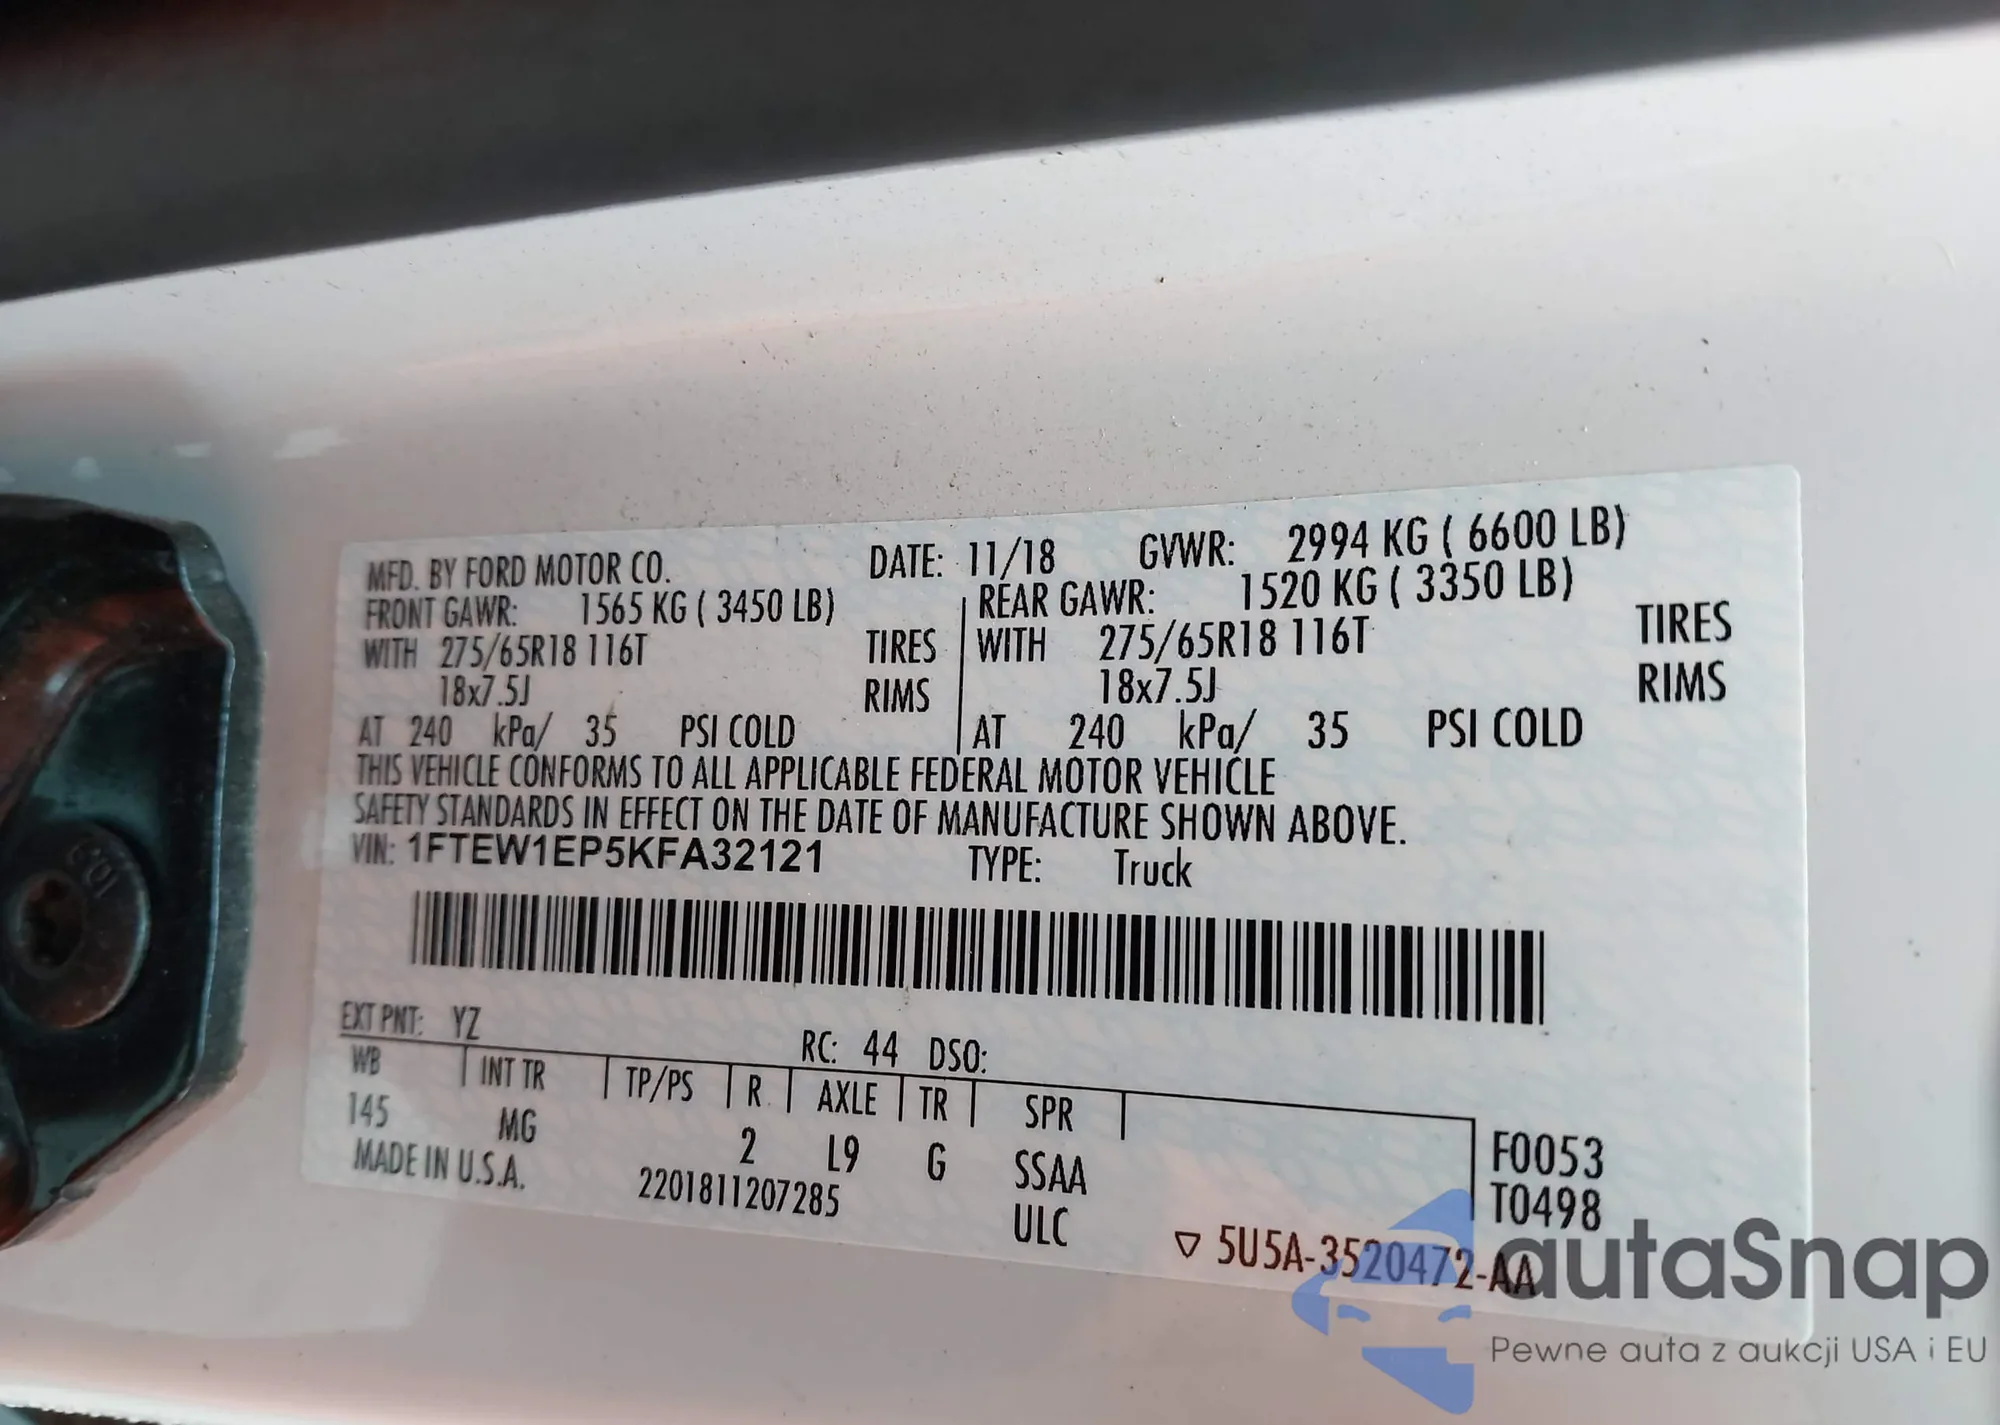 MFD. BY FORD MOTOR CO. DATE: 11/18 GVWR: 2994 KG ( 6600 LB)
FRONT GAWR: 1565 KG ( 3450 LB) REAR GAWR: 1520 KG ( 3350 LB)
WITH 275/65R18 116T TIRES WITH 275/65R18 116T TIRES
18x7.5J RIMS 18x7.5J RIMS
AT 240 kPa/ 35 PSI COLD AT 240 kPa/ 35 PSI COLD
THIS VEHICLE CONFORMS TO ALL APPLICABLE FEDERAL MOTOR VEHICLE
SAFETY STANDARDS IN EFFECT ON THE DATE OF MANUFACTURE SHOWN ABOVE.
VIN: 1FTEW1EP5KFA32121 TYPE: Truck
EXT PNT: YZ RC: 44 DSO:
WB INT TR TP/PS R AXLE TR SPR
145 MG 2 L9 G SSAA F0053
MADE IN U.S.A. 2201811207285 ULC T0498
▽ 5U5A-3520472-AA
autaSnap
Pewne auta z aukcji USA i EU